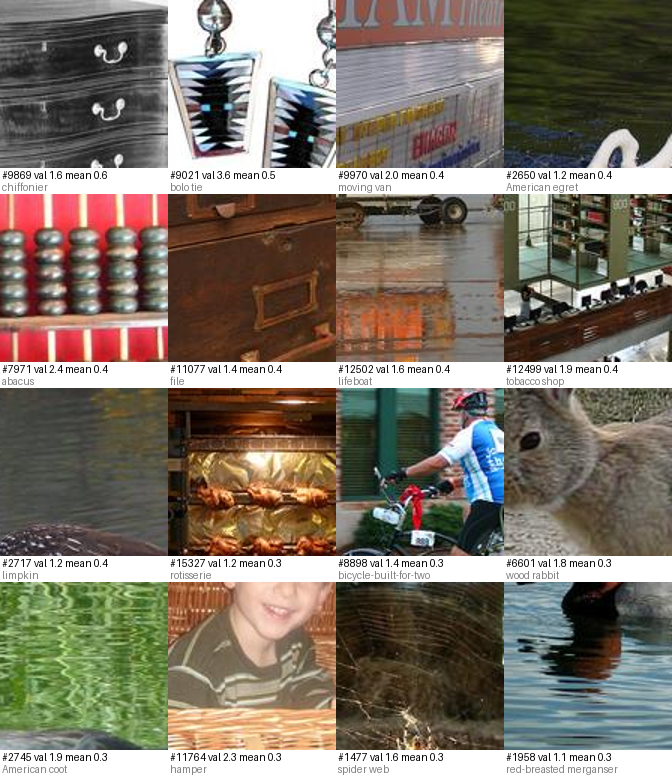 IAM Theatre
#9869 val 1.6 mean 0.6
chiffonier
#9021 val 3.6 mean 0.5
bolo tie
#9970 val 2.0 mean 0.4
moving van
#2650 val 1.2 mean 0.4
American egret
800
#7971 val 2.4 mean 0.4
abacus
#11077 val 1.4 mean 0.4
file
#12502 val 1.6 mean 0.4
lifeboat
#12499 val 1.9 mean 0.4
tobacco shop
#2717 val 1.2 mean 0.4
limpkin
#15327 val 1.2 mean 0.3
rotisserie
#8898 val 1.4 mean 0.3
bicycle-built-for-two
#6601 val 1.8 mean 0.3
wood rabbit
#2745 val 1.9 mean 0.3
American coot
#11764 val 2.3 mean 0.3
hamper
#1477 val 1.6 mean 0.3
spider web
#1958 val 1.1 mean 0.3
red-breasted merganser